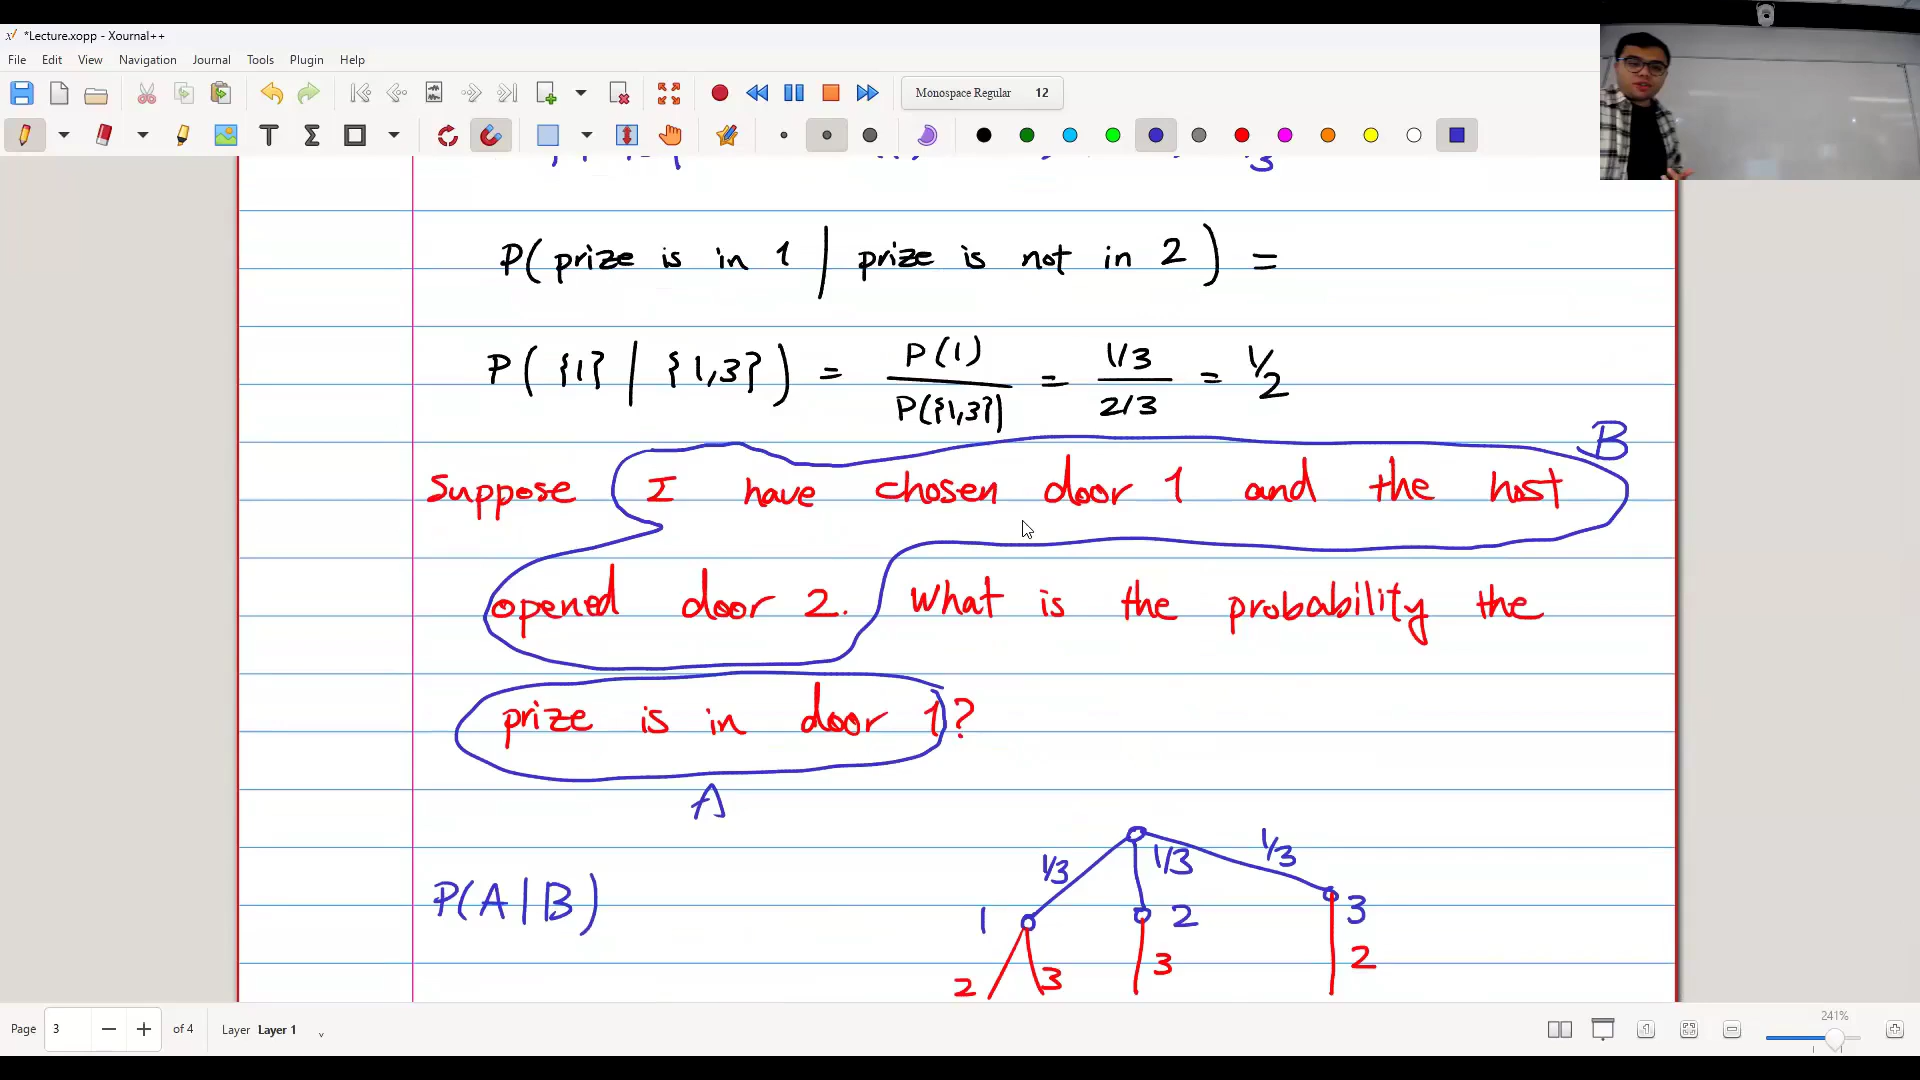 *Lecture.xopp - Xournal++
File Edit View Navigation Journal Tools Plugin Help
Monospace Regular 12
3
P( prize is in 1 | prize is not in 2 ) =
P( {1} | {1,3} ) = P(1) / P({1,3}) = 1/3 / 2/3 = 1/2
B
Suppose I have chosen door 1 and the host
opened door 2. What is the probability the
prize is in door 1?
A
P(A|B)
1/3 1/3 1/3
1 2 3
2 3 3 2
Page 3 of 4 Layer Layer 1 241%